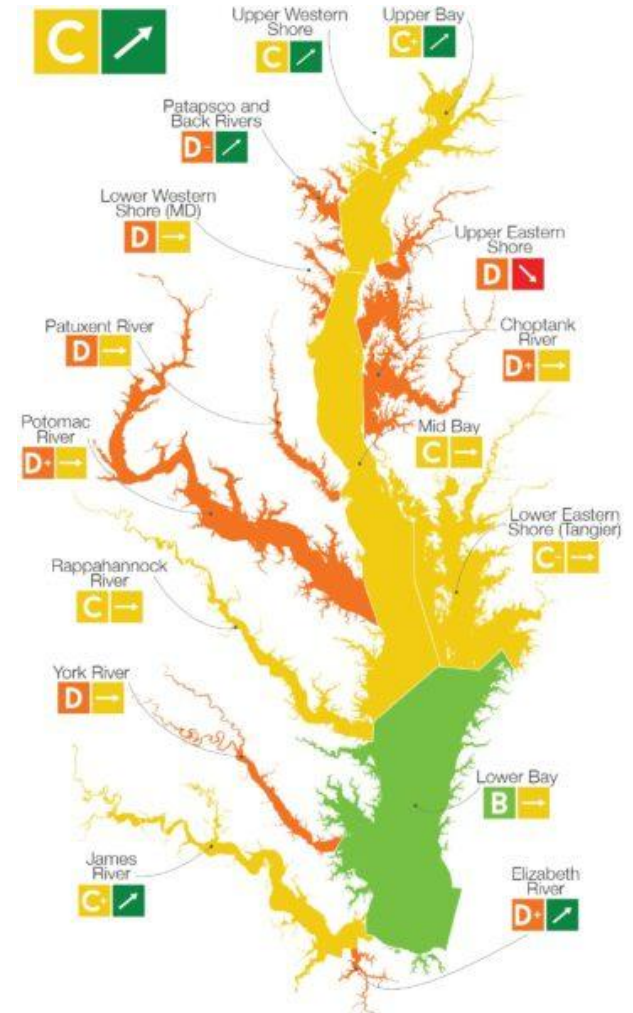 C
Upper Western
Shore
C
Upper Bay
C+
Patapsco and
Back Rivers
D-
Lower Western
Shore (MD)
D
Upper Eastern
Shore
D
Patuxent River
D
Choptank
River
D+
Potomac
River
D+
Mid Bay
C
Lower Eastern
Shore (Tangier)
C
Rappahannock
River
C
York River
D
Lower Bay
B
James
River
C+
Elizabeth
River
D+